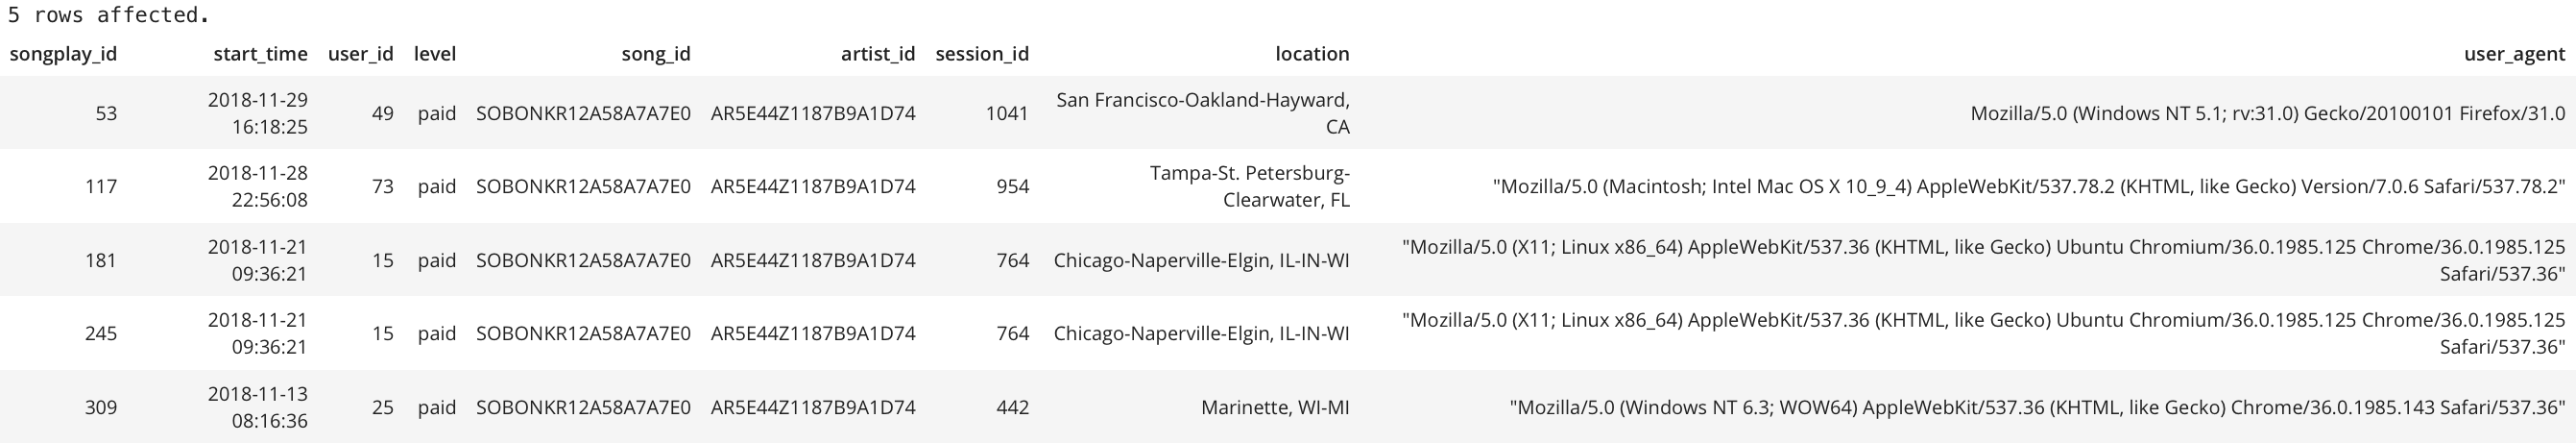 5 rows affected.
songplay_id start_time user_id level song_id artist_id session_id location user_agent
53 2018-11-29 16:18:25 49 paid SOBONKR12A58A7A7E0 AR5E44Z1187B9A1D74 1041 San Francisco-Oakland-Hayward, CA Mozilla/5.0 (Windows NT 5.1; rv:31.0) Gecko/20100101 Firefox/31.0
117 2018-11-28 22:56:08 73 paid SOBONKR12A58A7A7E0 AR5E44Z1187B9A1D74 954 Tampa-St. Petersburg-Clearwater, FL "Mozilla/5.0 (Macintosh; Intel Mac OS X 10_9_4) AppleWebKit/537.78.2 (KHTML, like Gecko) Version/7.0.6 Safari/537.78.2"
181 2018-11-21 09:36:21 15 paid SOBONKR12A58A7A7E0 AR5E44Z1187B9A1D74 764 Chicago-Naperville-Elgin, IL-IN-WI "Mozilla/5.0 (X11; Linux x86_64) AppleWebKit/537.36 (KHTML, like Gecko) Ubuntu Chromium/36.0.1985.125 Chrome/36.0.1985.125 Safari/537.36"
245 2018-11-21 09:36:21 15 paid SOBONKR12A58A7A7E0 AR5E44Z1187B9A1D74 764 Chicago-Naperville-Elgin, IL-IN-WI "Mozilla/5.0 (X11; Linux x86_64) AppleWebKit/537.36 (KHTML, like Gecko) Ubuntu Chromium/36.0.1985.125 Chrome/36.0.1985.125 Safari/537.36"
309 2018-11-13 08:16:36 25 paid SOBONKR12A58A7A7E0 AR5E44Z1187B9A1D74 442 Marinette, WI-MI "Mozilla/5.0 (Windows NT 6.3; WOW64) AppleWebKit/537.36 (KHTML, like Gecko) Chrome/36.0.1985.143 Safari/537.36"